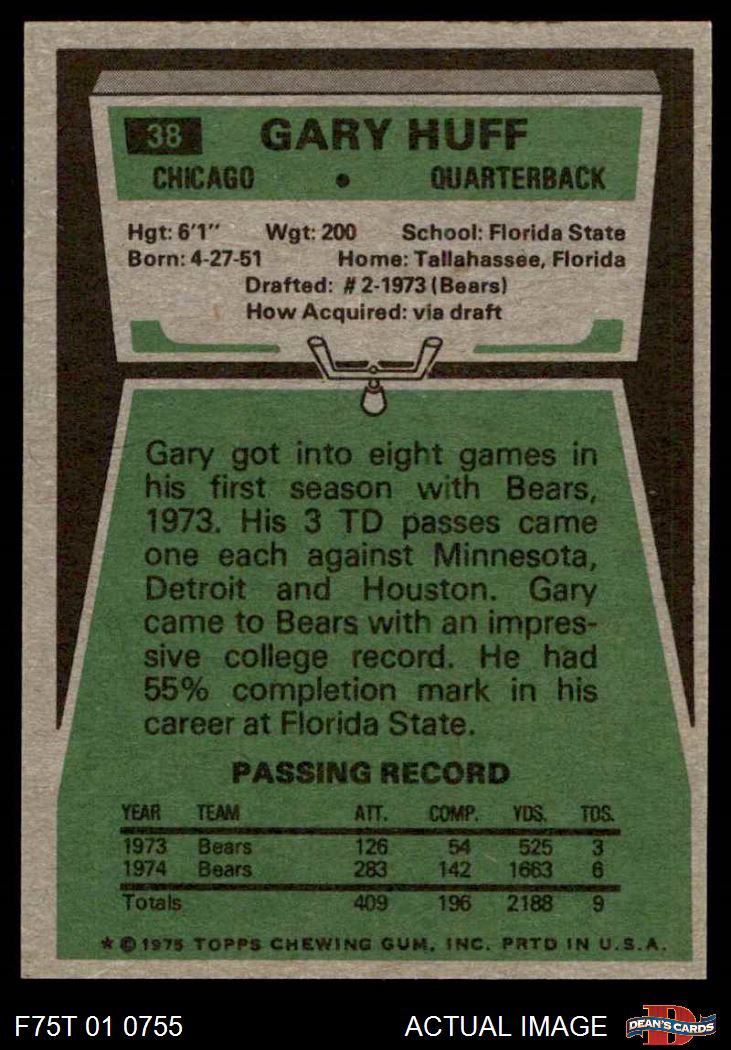 38 GARY HUFF
CHICAGO • QUARTERBACK
Hgt: 6'1" Wgt: 200 School: Florida State
Born: 4-27-51 Home: Tallahassee, Florida
Drafted: #2-1973 (Bears)
How Acquired: via draft
Gary got into eight games in
his first season with Bears,
1973. His 3 TD passes came
one each against Minnesota,
Detroit and Houston. Gary
came to Bears with an impres-
sive college record. He had
55% completion mark in his
career at Florida State.
PASSING RECORD
YEAR TEAM ATT. COMP. YDS. TDS.
1973 Bears 126 54 525 3
1974 Bears 283 142 1663 6
Totals 409 196 2188 9
★ © 1975 TOPPS CHEWING GUM, INC. PRTD IN U.S.A.
F75T 01 0755 ACTUAL IMAGE D DEAN'S CARDS